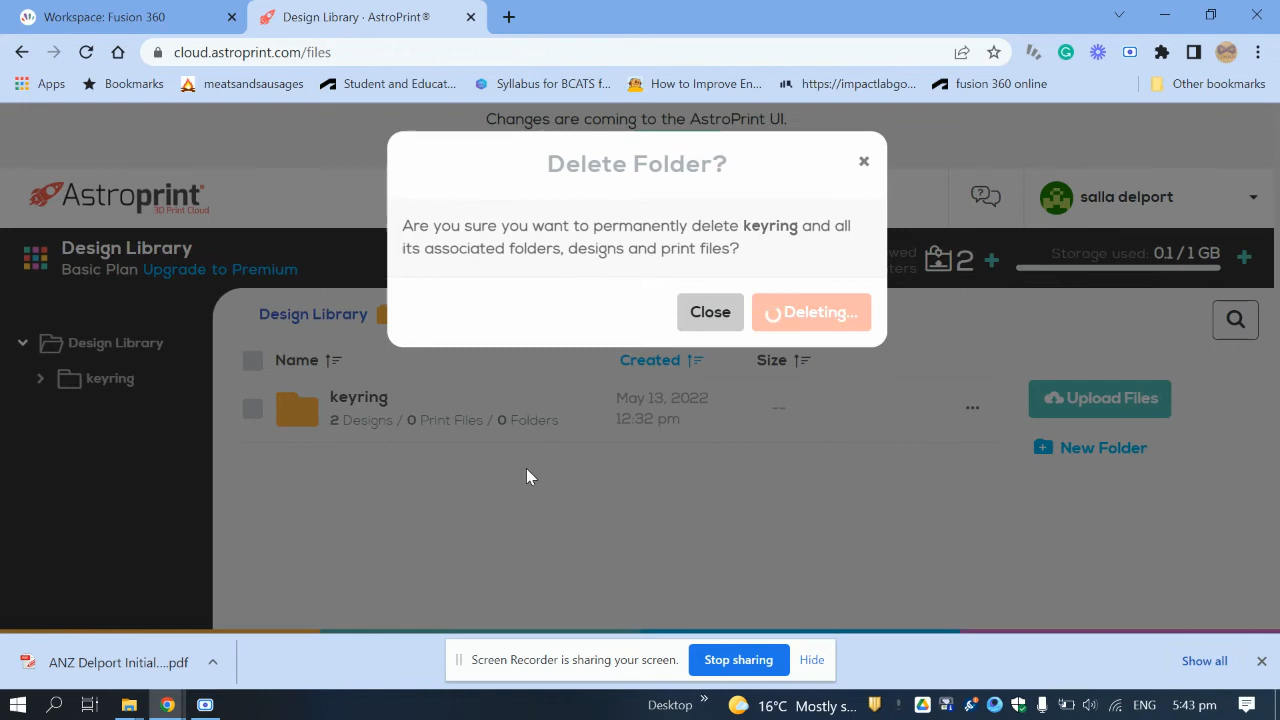 Workspace: Fusion 360
Design Library · AstroPrint®
cloud.astroprint.com/files
Apps
Bookmarks
meatsandsausages
Student and Educat...
Syllabus for BCATS f...
How to Improve En...
https://impactlabgo...
fusion 360 online
Other bookmarks
Changes are coming to the AstroPrint UI.
Delete Folder?
Astroprint
3D Print Cloud
salla delport
Are you sure you want to permanently delete keyring and all
its associated folders, designs and print files?
Design Library
Basic Plan Upgrade to Premium
2
Storage used: 0.1 / 1 GB
Close
Deleting...
Design Library
Design Library
keyring
Name
Created
Size
keyring
2 Designs / 0 Print Files / 0 Folders
May 13, 2022
12:32 pm
--
Upload Files
New Folder
ANZ Delport Initial....pdf
Screen Recorder is sharing your screen.
Stop sharing
Hide
Show all
Desktop
16°C Mostly s...
ENG
5:43 pm